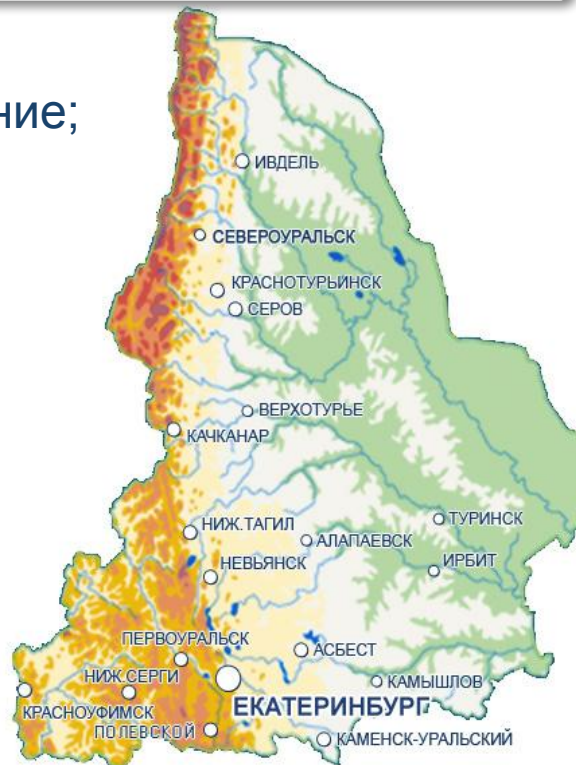 ние;
ИВДЕЛЬ
СЕВЕРОУРАЛЬСК
КРАСНОТУРЬИНСК
СЕРОВ
ВЕРХОТУРЬЕ
КАЧКАНАР
НИЖ.ТАГИЛ
ТУРИНСК
АЛАПАЕВСК
ИРБИТ
НЕВЬЯНСК
ПЕРВОУРАЛЬСК
АСБЕСТ
НИЖ.СЕРГИ
КАМЫШЛОВ
КРАСНОУФИМСК
ЕКАТЕРИНБУРГ
ПОЛЕВСКОЙ
КАМЕНСК-УРАЛЬСКИЙ